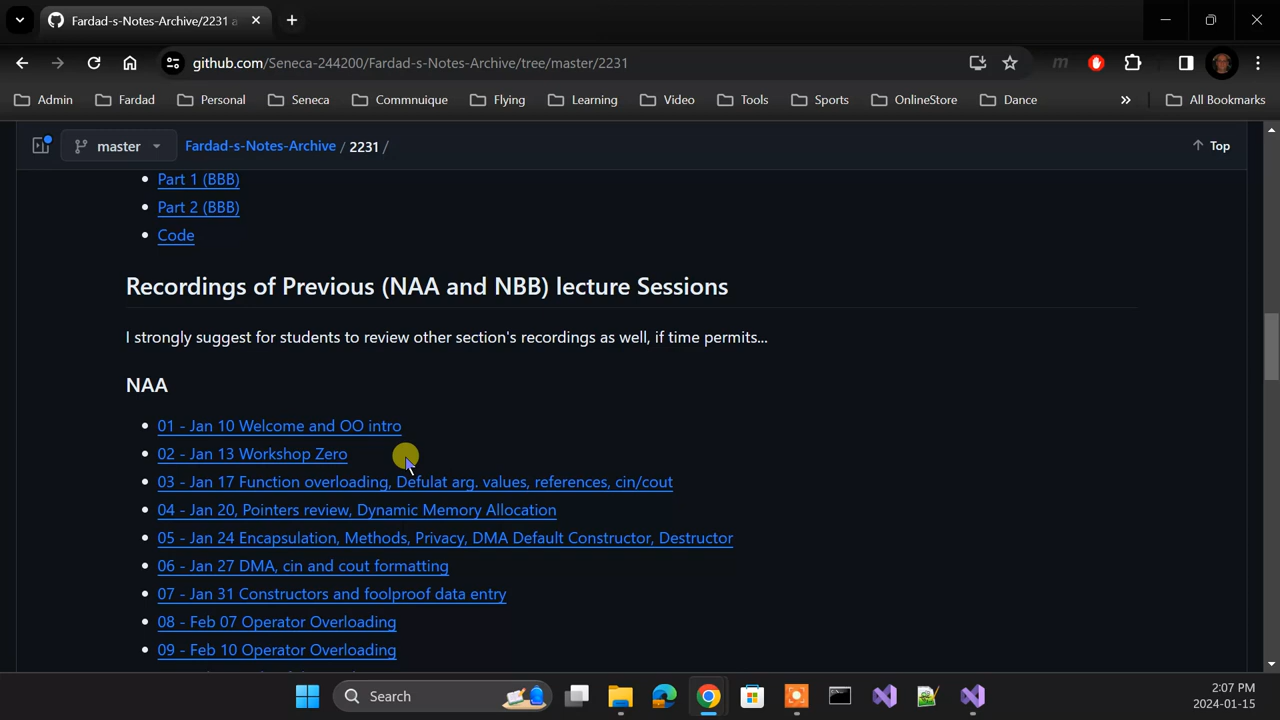 Fardad-s-Notes-Archive/2231 a
github.com/Seneca-244200/Fardad-s-Notes-Archive/tree/master/2231
Admin Fardad Personal Seneca Commnuique Flying Learning Video Tools Sports OnlineStore Dance » All Bookmarks
master Fardad-s-Notes-Archive / 2231 / Top
Part 1 (BBB)
Part 2 (BBB)
Code
Recordings of Previous (NAA and NBB) lecture Sessions
I strongly suggest for students to review other section's recordings as well, if time permits...
NAA
01 - Jan 10 Welcome and OO intro
02 - Jan 13 Workshop Zero
03 - Jan 17 Function overloading, Defulat arg. values, references, cin/cout
04 - Jan 20, Pointers review, Dynamic Memory Allocation
05 - Jan 24 Encapsulation, Methods, Privacy, DMA Default Constructor, Destructor
06 - Jan 27 DMA, cin and cout formatting
07 - Jan 31 Constructors and foolproof data entry
08 - Feb 07 Operator Overloading
09 - Feb 10 Operator Overloading
Search
2:07 PM
2024-01-15